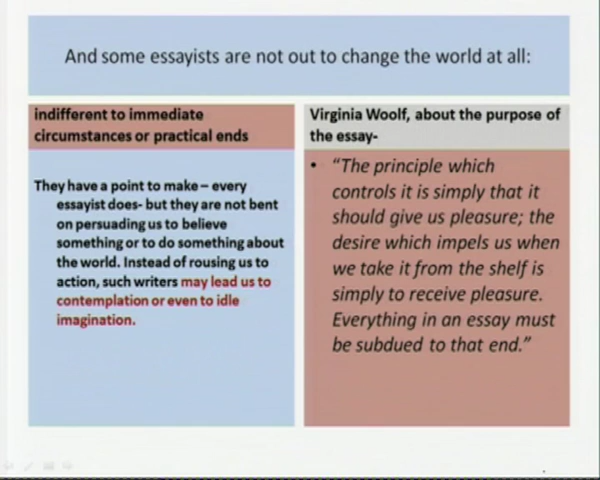 And some essayists are not out to change the world at all:
indifferent to immediate
circumstances or practical ends
They have a point to make – every
essayist does- but they are not bent
on persuading us to believe
something or to do something about
the world. Instead of rousing us to
action, such writers may lead us to
contemplation or even to idle
imagination.
Virginia Woolf, about the purpose of
the essay-
• “The principle which
controls it is simply that it
should give us pleasure; the
desire which impels us when
we take it from the shelf is
simply to receive pleasure.
Everything in an essay must
be subdued to that end.”